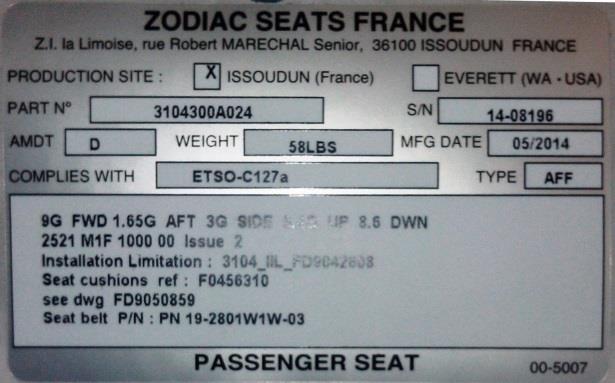 ZODIAC SEATS FRANCE
Z.I. la Limoise, rue Robert MARECHAL Senior, 36100 ISSOUDUN FRANCE
PRODUCTION SITE : X ISSOUDUN (France) EVERETT (WA - USA)
PART Nº 3104300A024 S/N 14-08196
AMDT D WEIGHT 58LBS MFG DATE 05/2014
COMPLIES WITH ETSO-C127a TYPE AFF
9G FWD 1.65G AFT 3G SIDE UP 8.6 DWN
2521 M1F 1000 00 Issue 2
Installation Limitation :
Seat cushions ref : F0456310
see dwg FD9050859
Seat belt P/N : PN 19-2801W1W-03
PASSENGER SEAT
00-5007